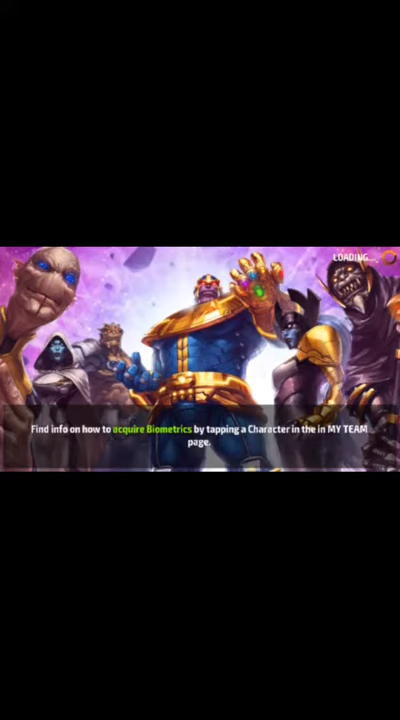 LOADING...
Find info on how to acquire Biometrics by tapping a Character in the in MY TEAM
page.